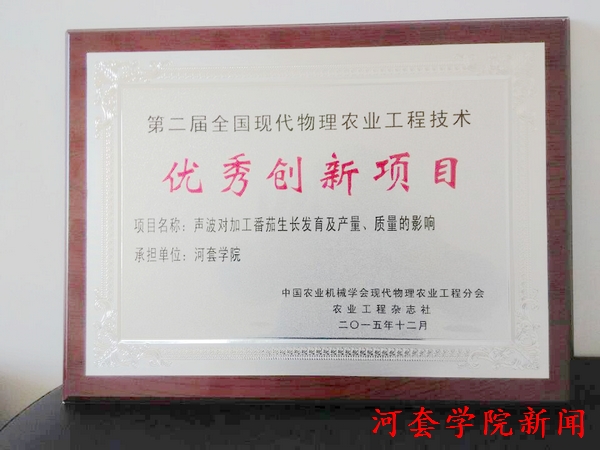 第二届全国现代物理农业工程技术
优秀创新项目
项目名称：声波对加工番茄生长发育及产量、质量的影响
承担单位：河套学院
中国农业机械学会现代物理农业工程分会
农业工程杂志社
二〇一五年十二月
河套学院新闻